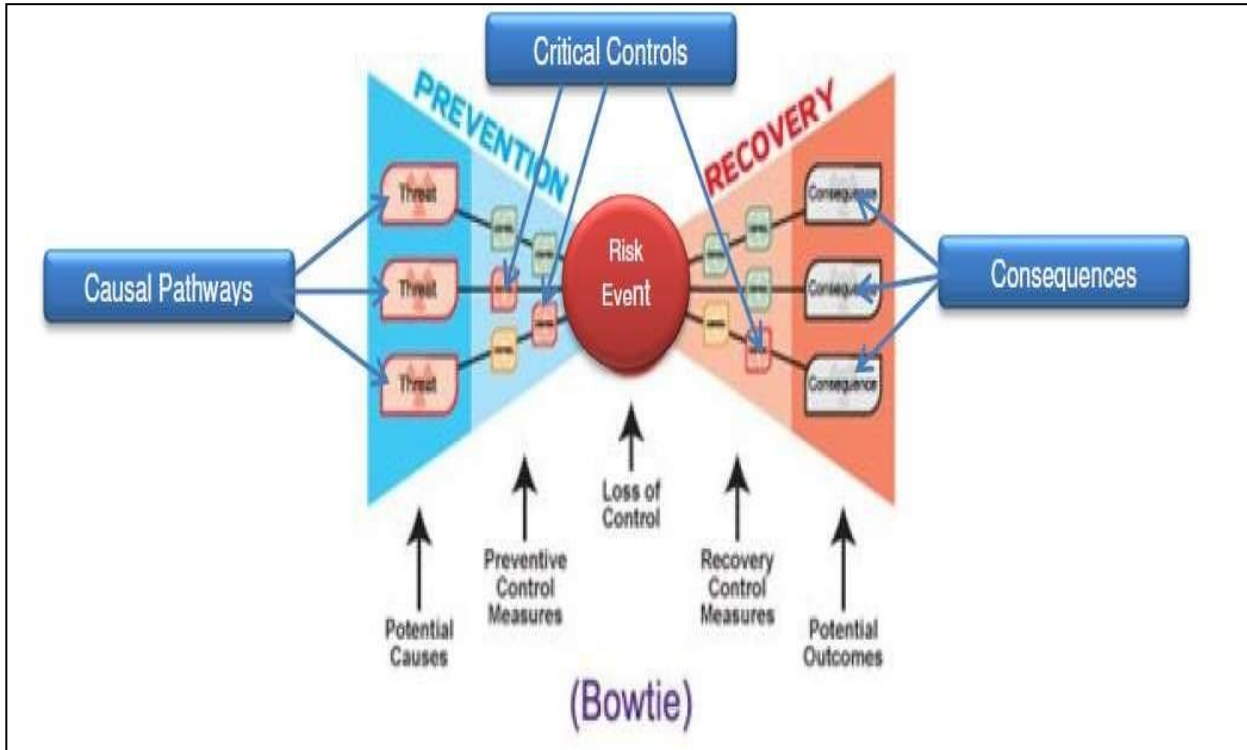 Critical Controls
PREVENTION
RECOVERY
Threat
Threat
Threat
Causal Pathways
Risk
Event
Consequence
Consequence
Consequence
Consequences
Loss of
Control
Preventive
Control
Measures
Recovery
Control
Measures
Potential
Causes
Potential
Outcomes
(Bowtie)